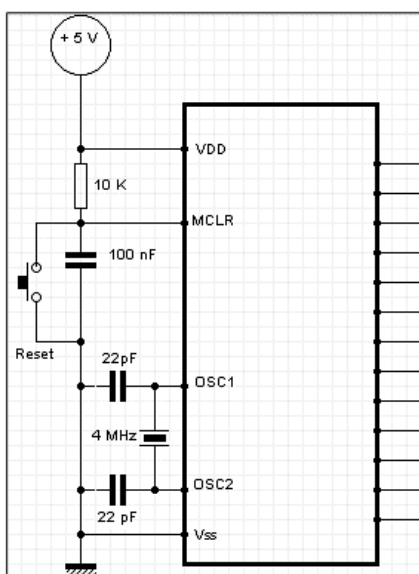 + 5 V
VDD
10 K
MCLR
100 nF
Reset
22pF
OSC1
4 MHz
OSC2
22 pF
Vss